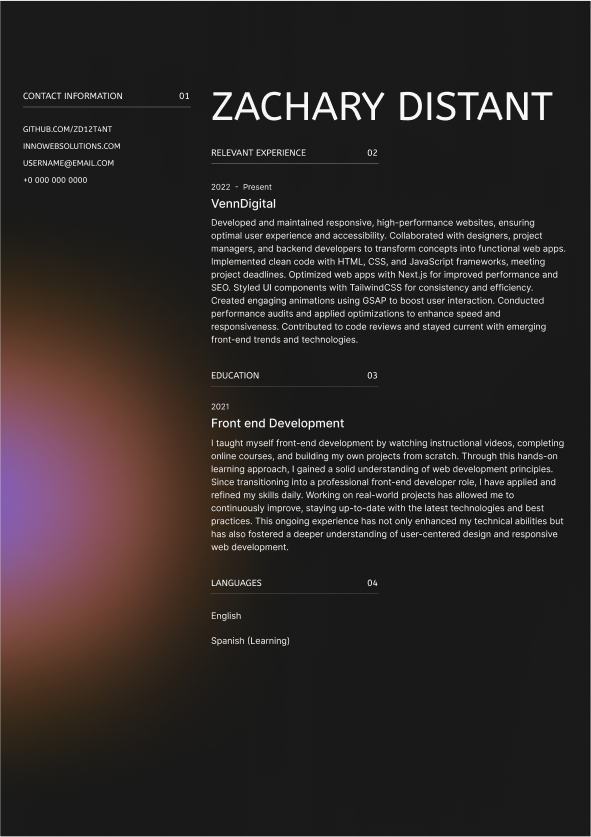 CONTACT INFORMATION 01
GITHUB.COM/ZD12T4NT
INNOWEBSOLUTIONS.COM
USERNAME@EMAIL.COM
+0 000 000 0000
ZACHARY DISTANT
RELEVANT EXPERIENCE 02
2022 - Present
VennDigital
Developed and maintained responsive, high-performance websites, ensuring
optimal user experience and accessibility. Collaborated with designers, project
managers, and backend developers to transform concepts into functional web apps.
Implemented clean code with HTML, CSS, and JavaScript frameworks, meeting
project deadlines. Optimized web apps with Next.js for improved performance and
SEO. Styled UI components with TailwindCSS for consistency and efficiency.
Created engaging animations using GSAP to boost user interaction. Conducted
performance audits and applied optimizations to enhance speed and
responsiveness. Contributed to code reviews and stayed current with emerging
front-end trends and technologies.
EDUCATION 03
2021
Front end Development
I taught myself front-end development by watching instructional videos, completing
online courses, and building my own projects from scratch. Through this hands-on
learning approach, I gained a solid understanding of web development principles.
Since transitioning into a professional front-end developer role, I have applied and
refined my skills daily. Working on real-world projects has allowed me to
continuously improve, staying up-to-date with the latest technologies and best
practices. This ongoing experience has not only enhanced my technical abilities but
has also fostered a deeper understanding of user-centered design and responsive
web development.
LANGUAGES 04
English
Spanish (Learning)